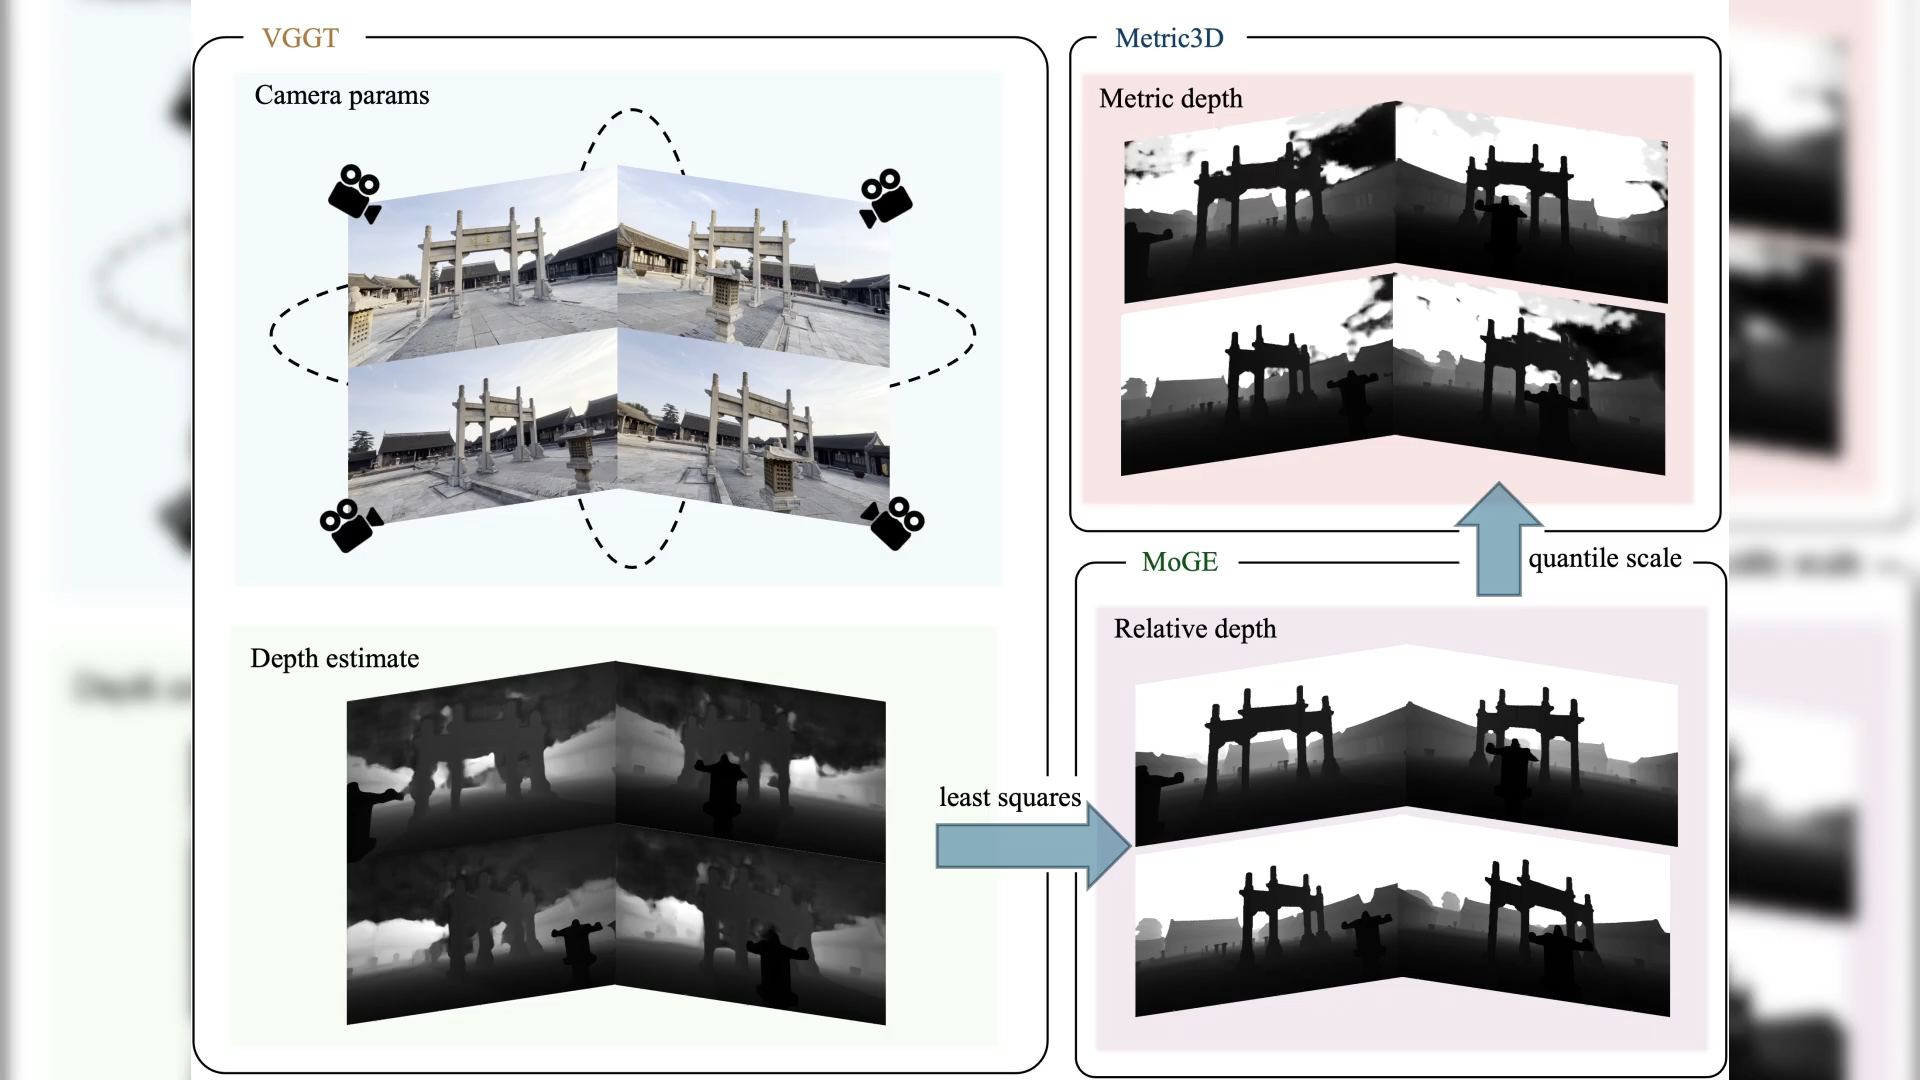 VGGT
Camera params
Depth estimate
least squares
Metric3D
Metric depth
quantile scale
MoGE
Relative depth